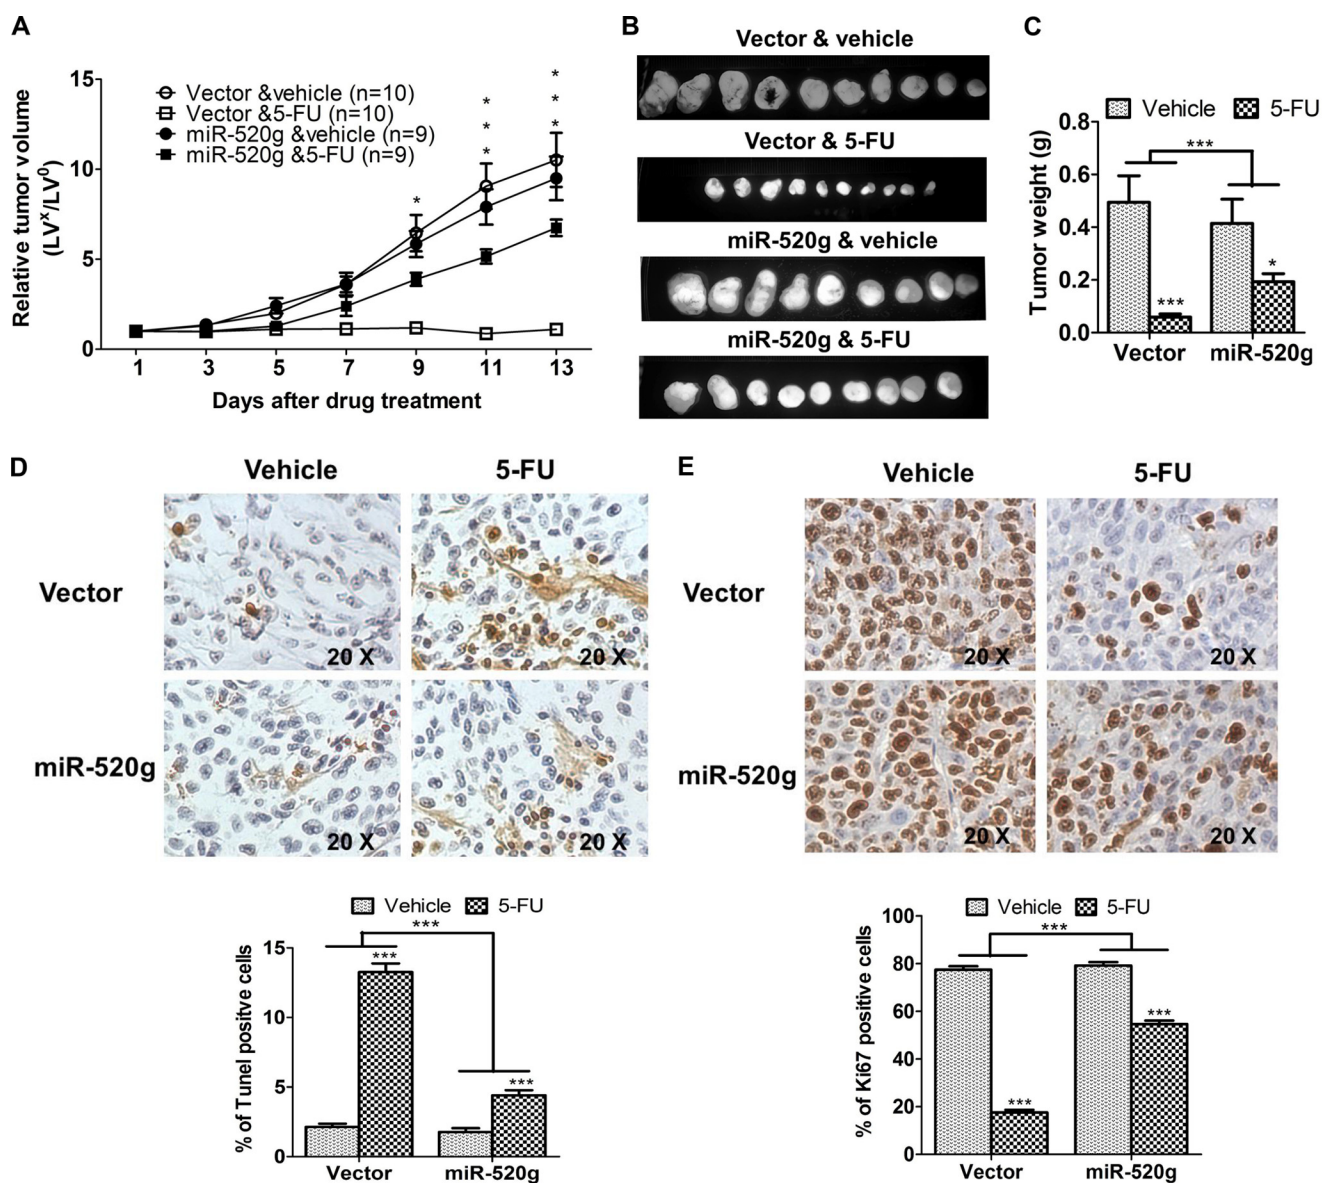 A
15
10
5
0
Relative tumor volume
(LVˣ/LV⁰)
Vector &vehicle (n=10)
Vector &5-FU (n=10)
miR-520g &vehicle (n=9)
miR-520g &5-FU (n=9)
*
*
*
*
*
*
*
1 3 5 7 9 11 13
Days after drug treatment
B
Vector & vehicle
Vector & 5-FU
miR-520g & vehicle
miR-520g & 5-FU
C
Vehicle 5-FU
Tumor weight (g)
0.8
0.6
0.4
0.2
0.0
***
***
*
Vector miR-520g
D
Vehicle 5-FU
Vector
20 X 20 X
miR-520g
20 X 20 X
Vehicle 5-FU
% of Tunel positive cells
15
10
5
0
***
***
***
Vector miR-520g
E
Vehicle 5-FU
Vector
20 X 20 X
miR-520g
20 X 20 X
Vehicle 5-FU
% of Ki67 positive cells
100
80
60
40
20
0
***
***
***
Vector miR-520g